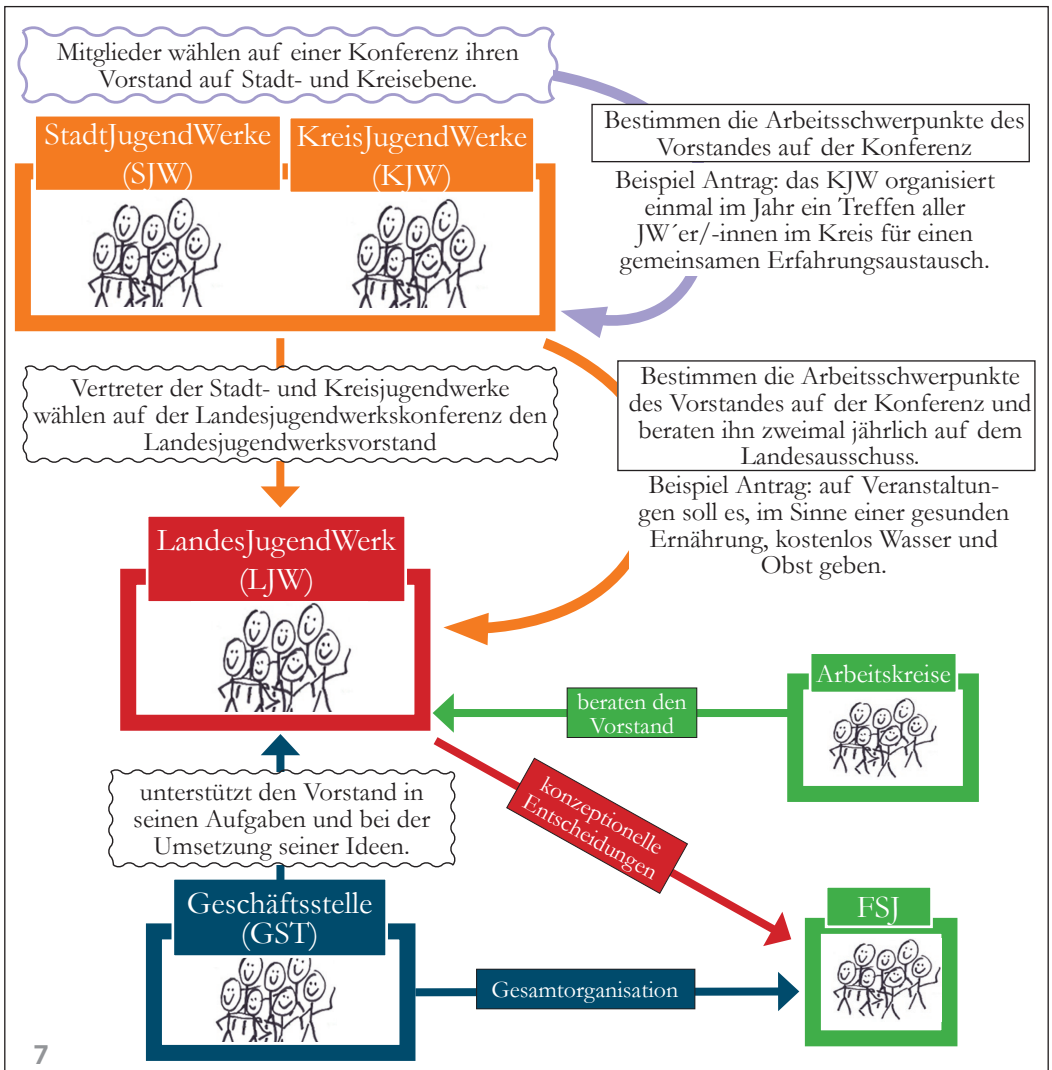 Mitglieder wählen auf einer Konferenz ihren
Vorstand auf Stadt- und Kreisebene.
StadtJugendWerke
(SJW)
KreisJugendWerke
(KJW)
Bestimmen die Arbeitsschwerpunkte des
Vorstandes auf der Konferenz
Beispiel Antrag: das KJW organisiert
einmal im Jahr ein Treffen aller
JW´er/-innen im Kreis für einen
gemeinsamen Erfahrungsaustausch.
Vertreter der Stadt- und Kreisjugendwerke
wählen auf der Landesjugendwerkskonferenz den
Landesjugendwerksvorstand
Bestimmen die Arbeitsschwerpunkte
des Vorstandes auf der Konferenz und
beraten ihn zweimal jährlich auf dem
Landesausschuss.
Beispiel Antrag: auf Veranstaltun-
gen soll es, im Sinne einer gesunden
Ernährung, kostenlos Wasser und
Obst geben.
LandesJugendWerk
(LJW)
Arbeitskreise
beraten den
Vorstand
konzeptionelle
Entscheidungen
unterstützt den Vorstand in
seinen Aufgaben und bei der
Umsetzung seiner Ideen.
Geschäftsstelle
(GST)
FSJ
Gesamtorganisation
7